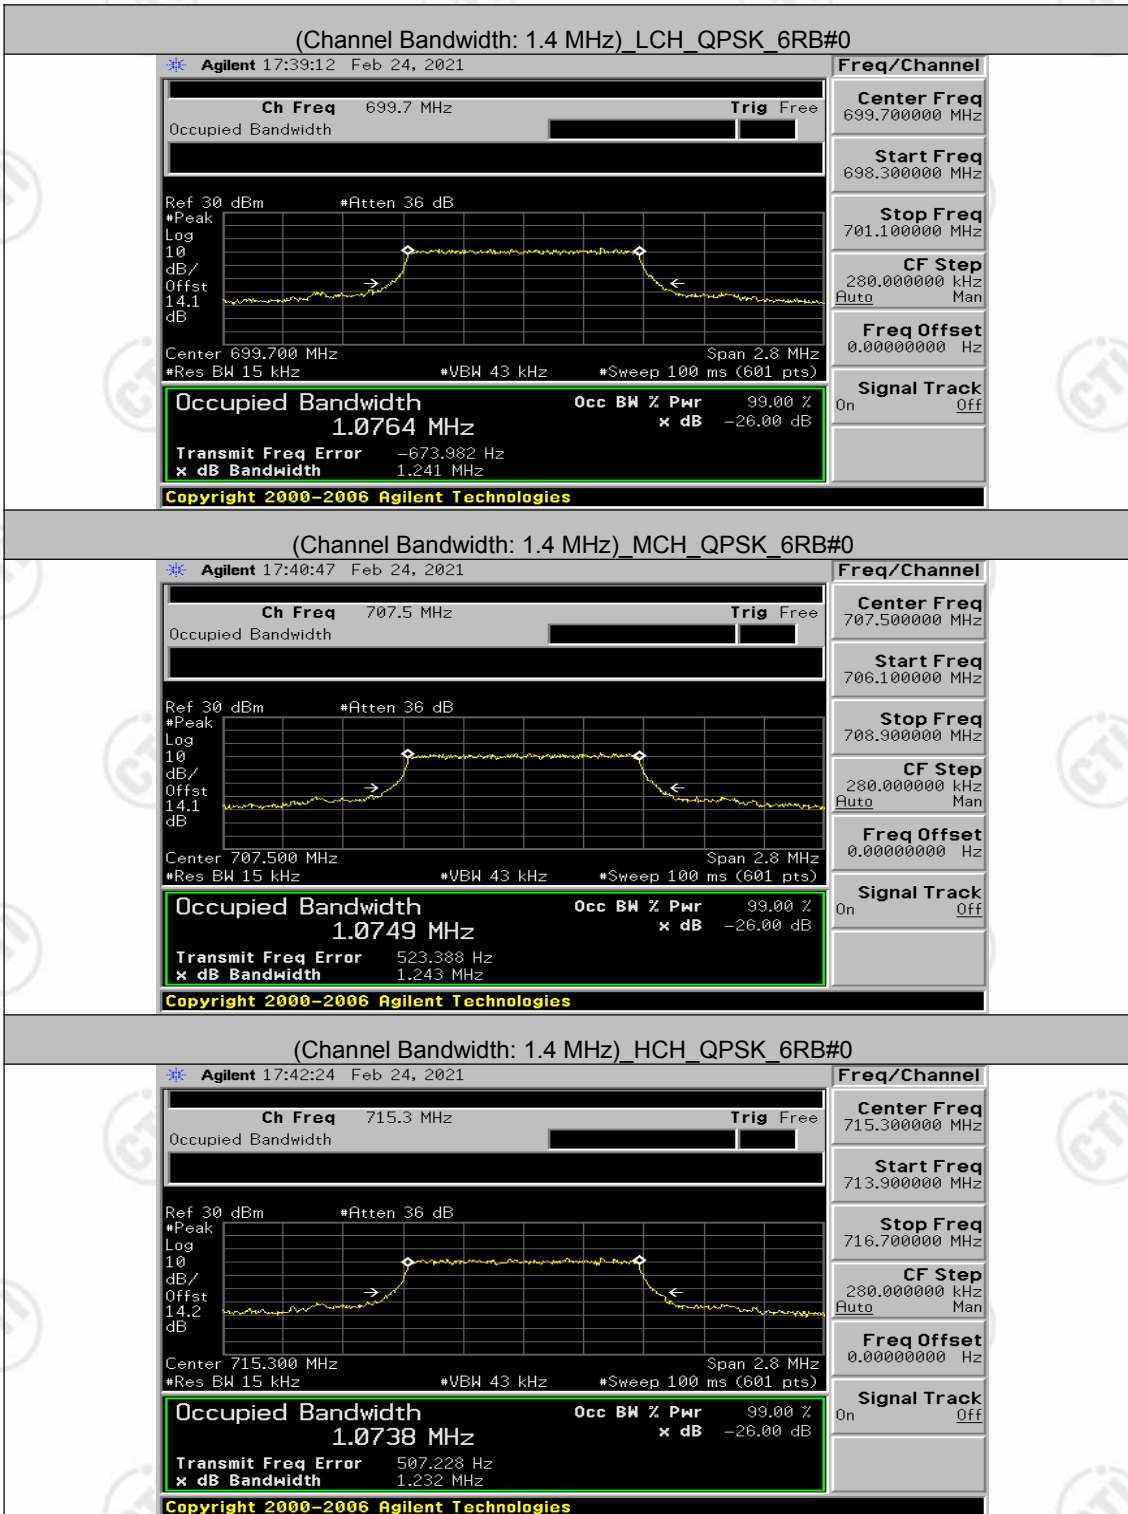 (Channel Bandwidth: 1.4 MHz)_LCH_QPSK_6RB#0
Agilent 17:39:12 Feb 24, 2021
Freq/Channel
Ch Freq 699.7 MHz
Trig Free
Occupied Bandwidth
Center Freq
699.700000 MHz
Start Freq
698.300000 MHz
Stop Freq
701.100000 MHz
CF Step
280.000000 kHz
Auto Man
Freq Offset
0.00000000 Hz
Signal Track
On Off
Ref 30 dBm #Atten 36 dB
#Peak
Log
10
dB/
Offst
14.1
dB
Center 699.700 MHz Span 2.8 MHz
#Res BW 15 kHz #VBW 43 kHz #Sweep 100 ms (601 pts)
Occupied Bandwidth
1.0764 MHz
Occ BW % Pwr 99.00 %
x dB -26.00 dB
Transmit Freq Error -673.982 Hz
x dB Bandwidth 1.241 MHz
Copyright 2000-2006 Agilent Technologies
(Channel Bandwidth: 1.4 MHz)_MCH_QPSK_6RB#0
Agilent 17:40:47 Feb 24, 2021
Freq/Channel
Ch Freq 707.5 MHz
Trig Free
Occupied Bandwidth
Center Freq
707.500000 MHz
Start Freq
706.100000 MHz
Stop Freq
708.900000 MHz
CF Step
280.000000 kHz
Auto Man
Freq Offset
0.00000000 Hz
Signal Track
On Off
Ref 30 dBm #Atten 36 dB
#Peak
Log
10
dB/
Offst
14.1
dB
Center 707.500 MHz Span 2.8 MHz
#Res BW 15 kHz #VBW 43 kHz #Sweep 100 ms (601 pts)
Occupied Bandwidth
1.0749 MHz
Occ BW % Pwr 99.00 %
x dB -26.00 dB
Transmit Freq Error 523.388 Hz
x dB Bandwidth 1.243 MHz
Copyright 2000-2006 Agilent Technologies
(Channel Bandwidth: 1.4 MHz)_HCH_QPSK_6RB#0
Agilent 17:42:24 Feb 24, 2021
Freq/Channel
Ch Freq 715.3 MHz
Trig Free
Occupied Bandwidth
Center Freq
715.300000 MHz
Start Freq
713.900000 MHz
Stop Freq
716.700000 MHz
CF Step
280.000000 kHz
Auto Man
Freq Offset
0.00000000 Hz
Signal Track
On Off
Ref 30 dBm #Atten 36 dB
#Peak
Log
10
dB/
Offst
14.2
dB
Center 715.300 MHz Span 2.8 MHz
#Res BW 15 kHz #VBW 43 kHz #Sweep 100 ms (601 pts)
Occupied Bandwidth
1.0738 MHz
Occ BW % Pwr 99.00 %
x dB -26.00 dB
Transmit Freq Error 507.228 Hz
x dB Bandwidth 1.232 MHz
Copyright 2000-2006 Agilent Technologies
CTI
CTI
CTI
CTI
CTI
CTI